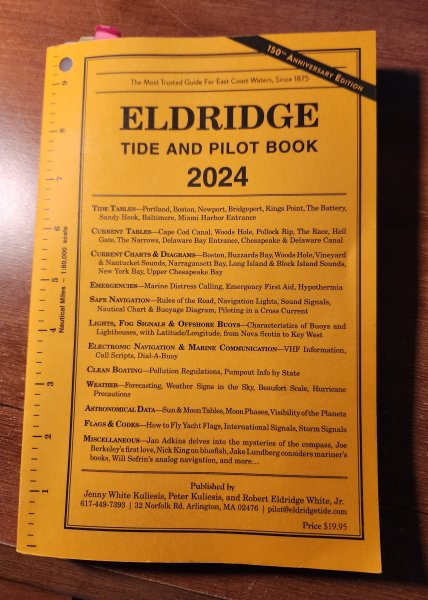 150TH ANNIVERSARY EDITION
The Most Trusted Guide For East Coast Waters, Since 1875
ELDRIDGE
TIDE AND PILOT BOOK
2024
TIDE TABLES—Portland, Boston, Newport, Bridgeport, Kings Point, The Battery,
Sandy Hook, Baltimore, Miami Harbor Entrance
CURRENT TABLES—Cape Cod Canal, Woods Hole, Pollock Rip, The Race, Hell
Gate, The Narrows, Delaware Bay Entrance, Chesapeake & Delaware Canal
CURRENT CHARTS & DIAGRAMS—Boston, Buzzards Bay, Woods Hole, Vineyard
& Nantucket Sounds, Narragansett Bay, Long Island & Block Island Sounds,
New York Bay, Upper Chesapeake Bay
EMERGENCIES—Marine Distress Calling, Emergency First Aid, Hypothermia
SAFE NAVIGATION—Rules of the Road, Navigation Lights, Sound Signals,
Nautical Chart & Buoyage Diagram, Piloting in a Cross Current
LIGHTS, FOG SIGNALS & OFFSHORE BUOYS—Characteristics of Buoys and
Lighthouses, with Latitude/Longitude, from Nova Scotia to Key West
ELECTRONIC NAVIGATION & MARINE COMMUNICATION—VHF Information,
Call Scripts, Dial-A-Buoy
CLEAN BOATING—Pollution Regulations, Pumpout Info by State
WEATHER—Forecasting, Weather Signs in the Sky, Beaufort Scale, Hurricane
Precautions
ASTRONOMICAL DATA—Sun & Moon Tables, Moon Phases, Visibility of the Planets
FLAGS & CODES—How to Fly Yacht Flags, International Signals, Storm Signals
MISCELLANEOUS—Jan Adkins delves into the mysteries of the compass, Joe
Berkeley's first love, Nick King on bluefish, Jake Lundberg considers mariner's
books, Will Sofrin's analog navigation, and more...
Published by
Jenny White Kuliesis, Peter Kuliesis, and Robert Eldridge White, Jr.
617-449-7393 | 32 Norfolk Rd. Arlington, MA 02476 | pilot@eldridgetide.com
Price $19.95
9
8
7
6
5
4
3
2
1
Nautical Miles – 1:80,000 scale